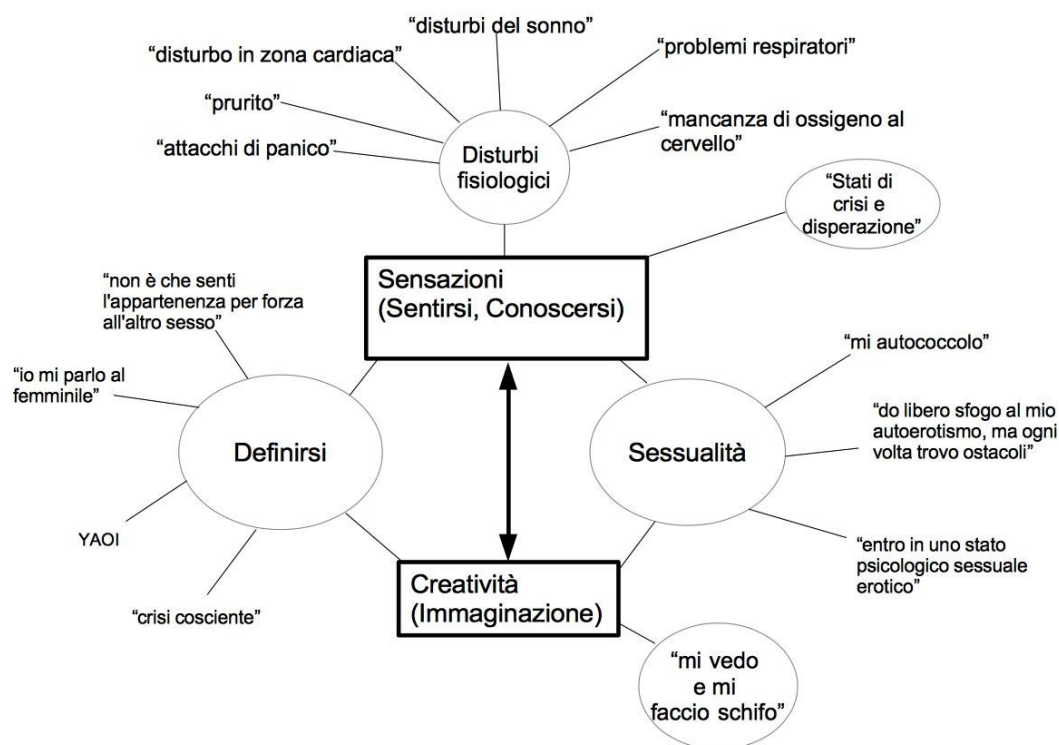 “disturbi del sonno”
“disturbo in zona cardiaca”
“problemi respiratori”
“prurito”
“mancanza di ossigeno al
cervello”
“attacchi di panico”
Disturbi
fisiologici
“Stati di
crisi e
disperazione”
Sensazioni
(Sentirsi, Conoscersi)
“non è che senti
l'appartenenza per forza
all'altro sesso”
“io mi parlo al
femminile”
“mi autococcolo”
“do libero sfogo al mio
autoerotismo, ma ogni
volta trovo ostacoli”
Definirsi
Sessualità
YAOI
“entro in uno stato
psicologico sessuale
erotico”
“crisi cosciente”
Creatività
(Immaginazione)
“mi vedo
e mi
faccio schifo”